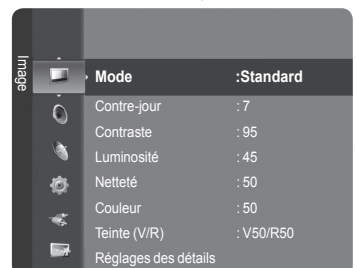 Image
Mode :Standard
Contre-jour : 7
Contraste : 95
Luminosité : 45
Netteté : 50
Couleur : 50
Teinte (V/R) : V50/R50
Réglages des détails